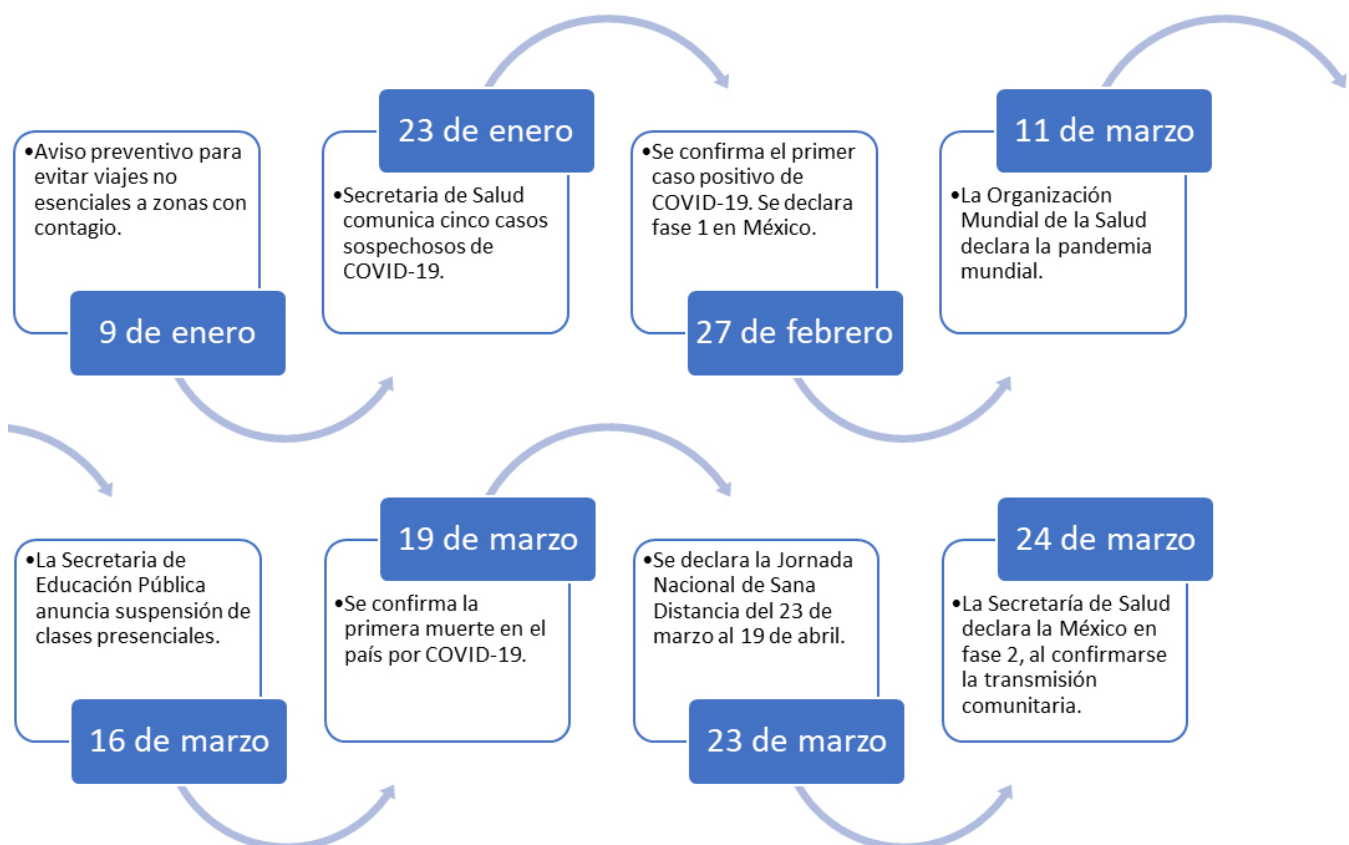 •Aviso preventivo para
evitar viajes no
esenciales a zonas con
contagio.
9 de enero
23 de enero
•Secretaria de Salud
comunica cinco casos
sospechosos de
COVID-19.
•Se confirma el primer
caso positivo de
COVID-19. Se declara
fase 1 en México.
27 de febrero
11 de marzo
•La Organización
Mundial de la Salud
declara la pandemia
mundial.
•La Secretaria de
Educación Pública
anuncia suspensión de
clases presenciales.
16 de marzo
19 de marzo
•Se confirma la
primera muerte en el
país por COVID-19.
•Se declara la Jornada
Nacional de Sana
Distancia del 23 de
marzo al 19 de abril.
23 de marzo
24 de marzo
•La Secretaría de Salud
declara la México en
fase 2, al confirmarse
la transmisión
comunitaria.